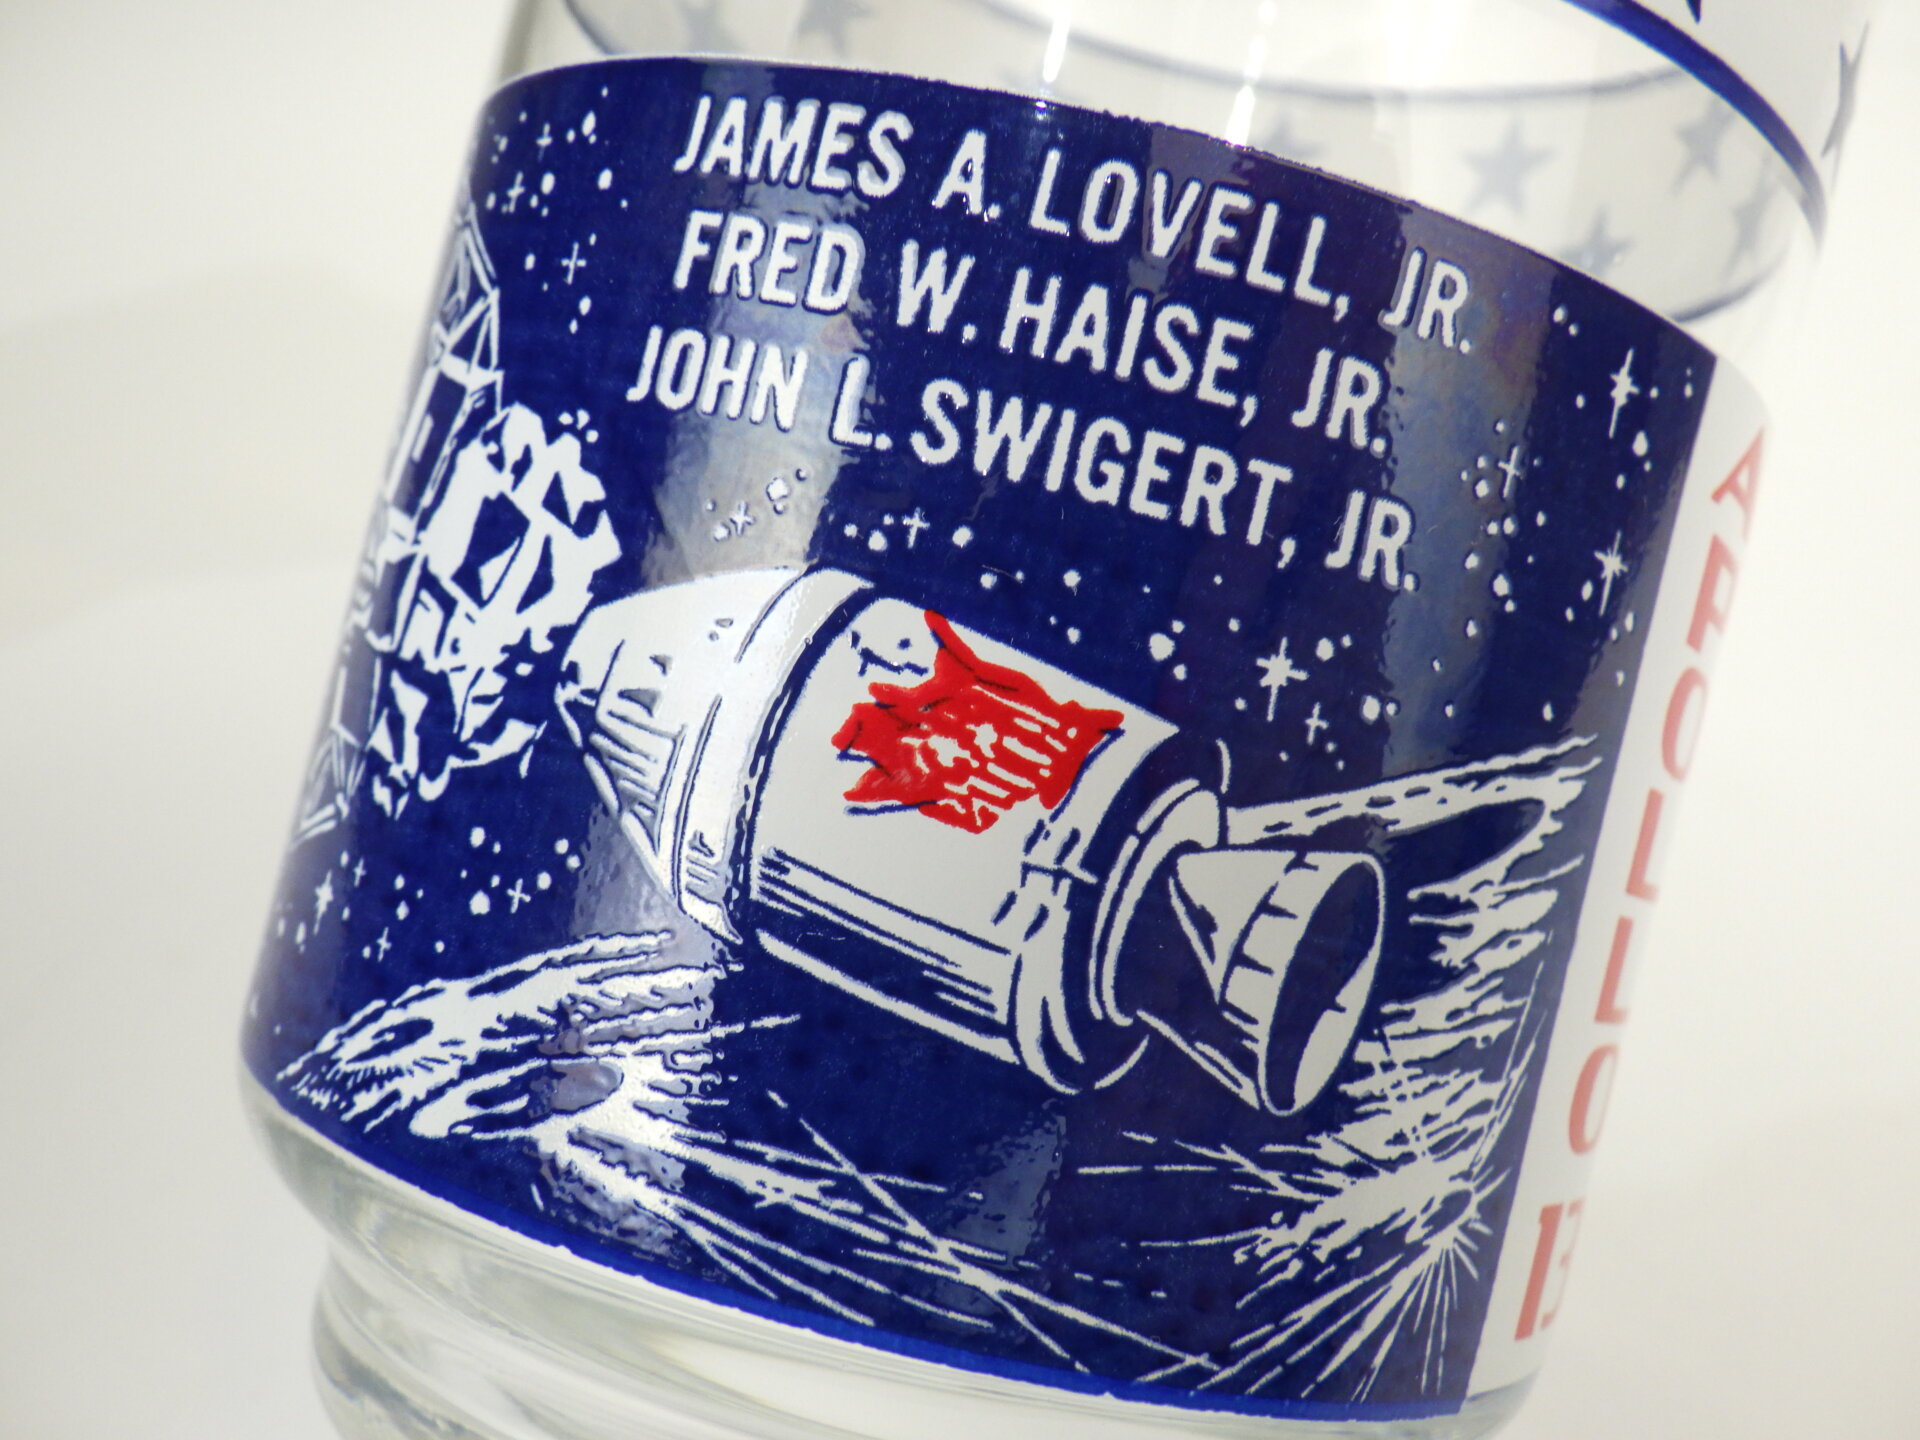 JAMES A. LOVELL, JR.
FRED W. HAISE, JR.
JOHN L. SWIGERT, JR.
APOLLO 13